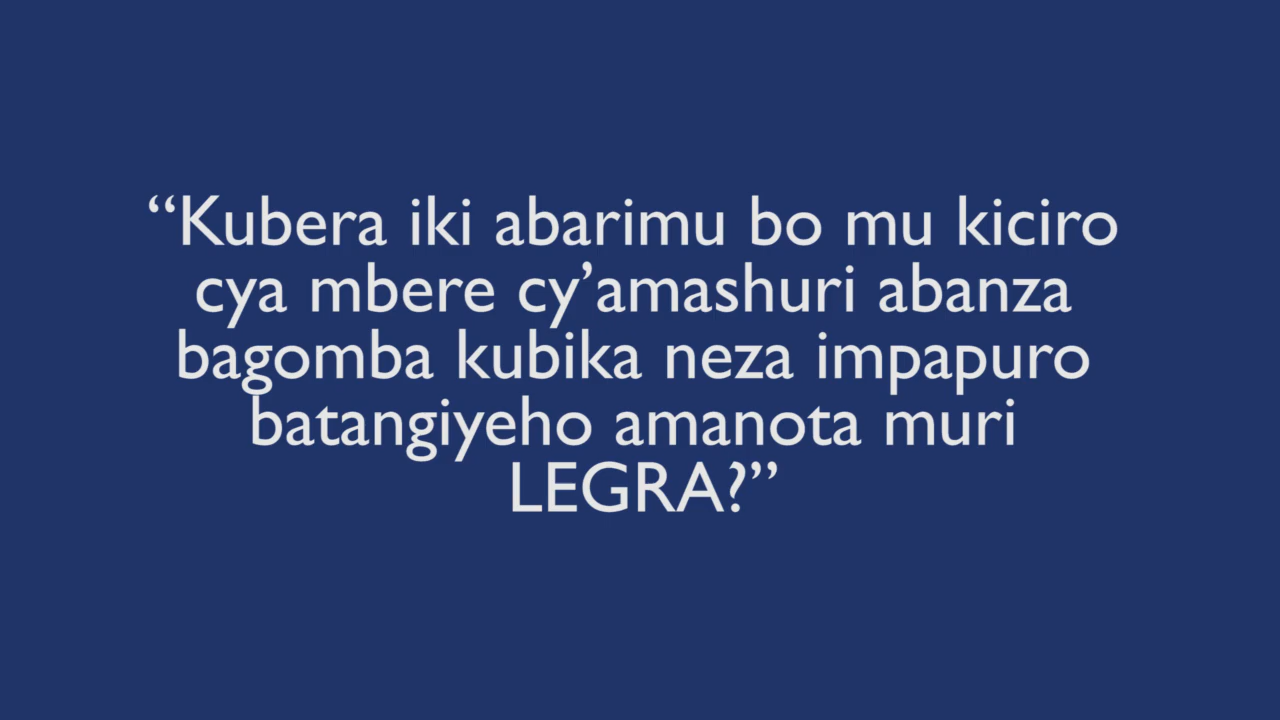 “Kubera iki abarimu bo mu kiciro
cya mbere cy’amashuri abanza
bagomba kubika neza impapuro
batangiyeho amanota muri
LEGRA?”